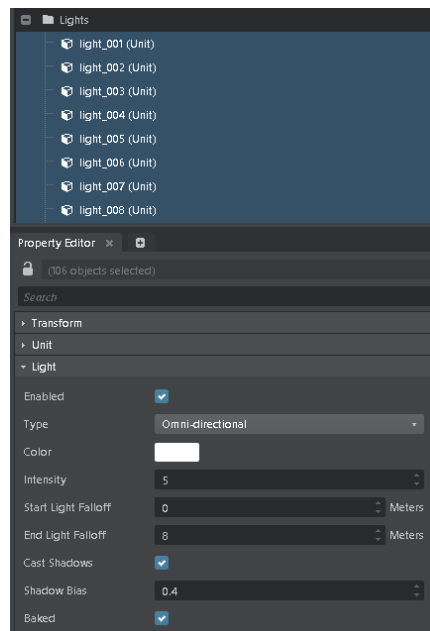 Lights
light_001 (Unit)
light_002 (Unit)
light_003 (Unit)
light_004 (Unit)
light_005 (Unit)
light_006 (Unit)
light_007 (Unit)
light_008 (Unit)
Property Editor
(106 objects selected)
Search
Transform
Unit
Light
Enabled
Type Omni-directional
Color
Intensity 5
Start Light Falloff 0 Meters
End Light Falloff 8 Meters
Cast Shadows
Shadow Bias 0.4
Baked